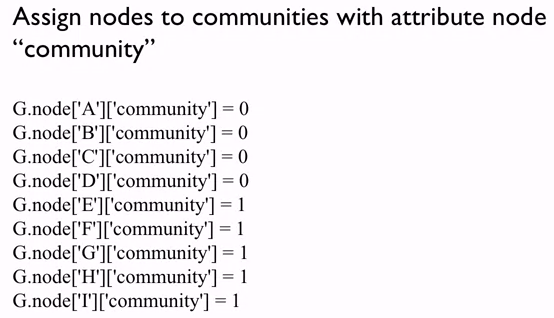 Assign nodes to communities with attribute node
“community”
G.node['A']['community'] = 0
G.node['B']['community'] = 0
G.node['C']['community'] = 0
G.node['D']['community'] = 0
G.node['E']['community'] = 1
G.node['F']['community'] = 1
G.node['G']['community'] = 1
G.node['H']['community'] = 1
G.node['I']['community'] = 1